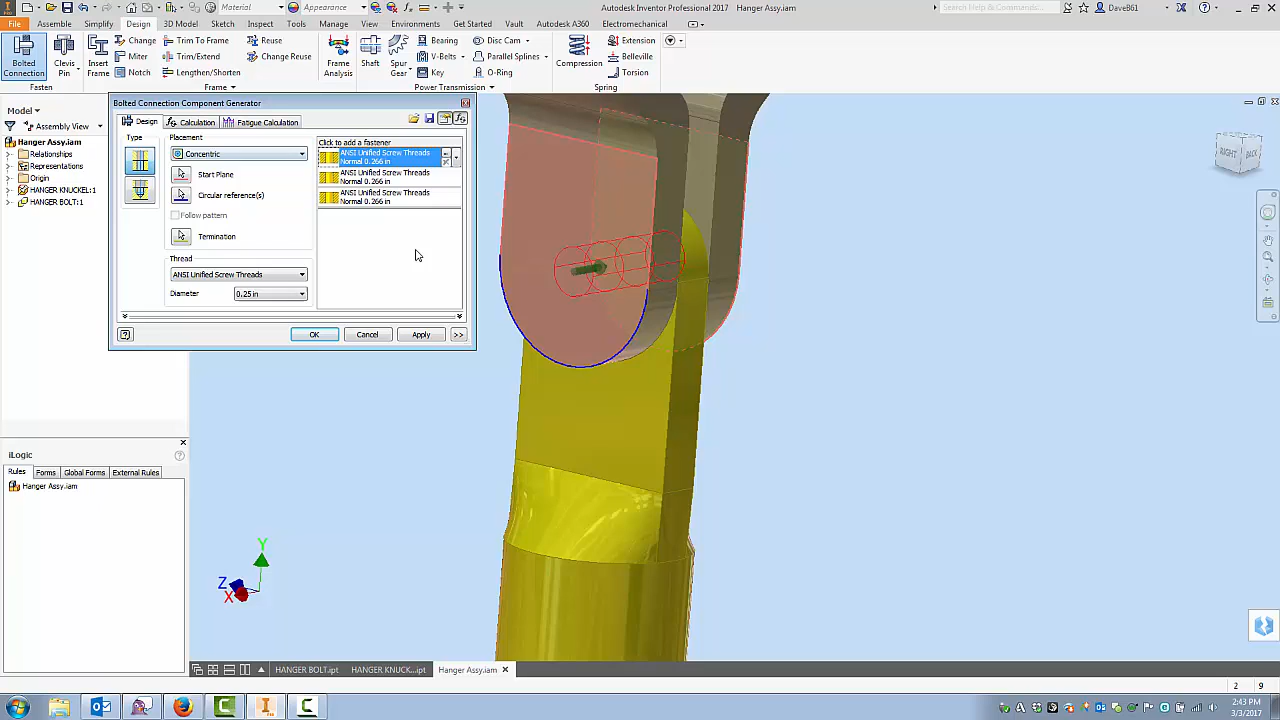 Material
Appearance
Autodesk Inventor Professional 2017 Hanger Assy.iam
Search Help & Commands...
DaveB61
File
Assemble
Simplify
Design
3D Model
Sketch
Inspect
Tools
Manage
View
Environments
Get Started
Vault
Autodesk A360
Electromechanical
Bolted Connection
Clevis Pin
Insert Frame
Change
Miter
Notch
Trim To Frame
Trim/Extend
Lengthen/Shorten
Reuse
Change Reuse
Frame Analysis
Shaft
Spur Gear
Bearing
V-Belts
Key
Disc Cam
Parallel Splines
O-Ring
Compression
Extension
Belleville
Torsion
Fasten
Frame
Power Transmission
Spring
Model
Assembly View
Hanger Assy.iam
Relationships
Representations
Origin
HANGER KNUCKEL:1
HANGER BOLT:1
Bolted Connection Component Generator
Design
Calculation
Fatigue Calculation
Type
Placement
Concentric
Start Plane
Circular reference(s)
Follow pattern
Termination
Thread
ANSI Unified Screw Threads
Diameter
0.25 in
Click to add a fastener
ANSI Unified Screw Threads
Normal 0.266 in
ANSI Unified Screw Threads
Normal 0.266 in
ANSI Unified Screw Threads
Normal 0.266 in
OK
Cancel
Apply
>>
RIGHT
BACK
iLogic
Rules
Forms
Global Forms
External Rules
Hanger Assy.iam
Y
Z
X
HANGER BOLT.ipt
HANGER KNUCK...ipt
Hanger Assy.iam
2
9
2:43 PM
3/3/2017